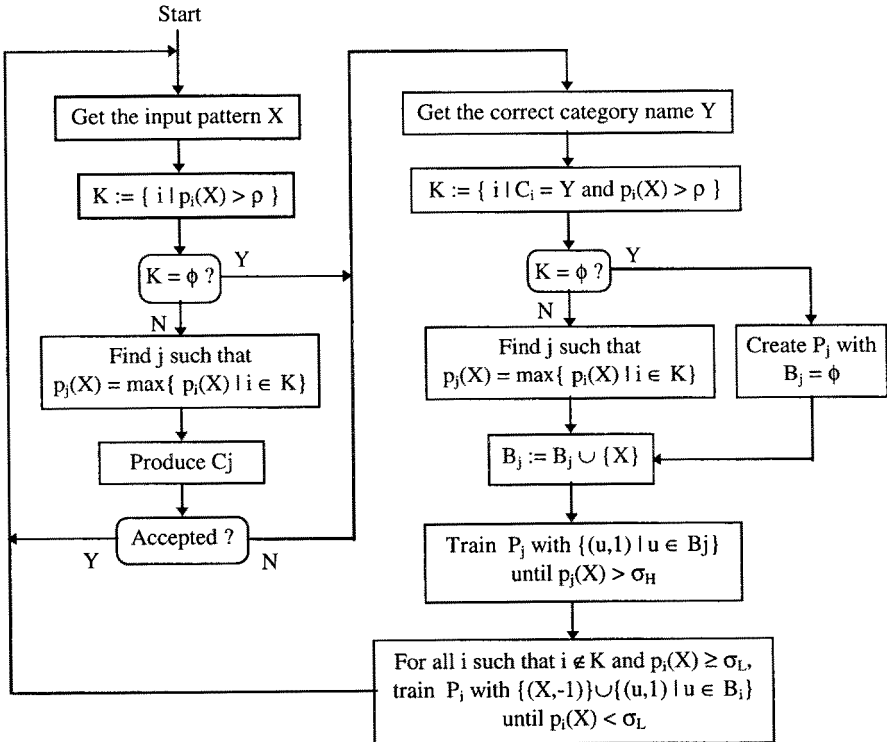 Start
Get the input pattern X
K := { i | pᵢ(X) > ρ }
K = ϕ ?
Y
N
Find j such that
pⱼ(X) = max{ pᵢ(X) | i ∈ K}
Produce Cj
Accepted ?
Y
N
Get the correct category name Y
K := { i | Cᵢ = Y and pᵢ(X) > ρ }
K = ϕ ?
Y
N
Find j such that
pⱼ(X) = max{ pᵢ(X) | i ∈ K}
Create Pⱼ with
Bⱼ = ϕ
Bⱼ := Bⱼ ∪ {X}
Train Pⱼ with {(u,1) | u ∈ Bj}
until pⱼ(X) > σ_H
For all i such that i ∉ K and pᵢ(X) ≥ σ_L,
train Pᵢ with {(X,-1)}∪{(u,1) | u ∈ Bᵢ}
until pᵢ(X) < σ_L